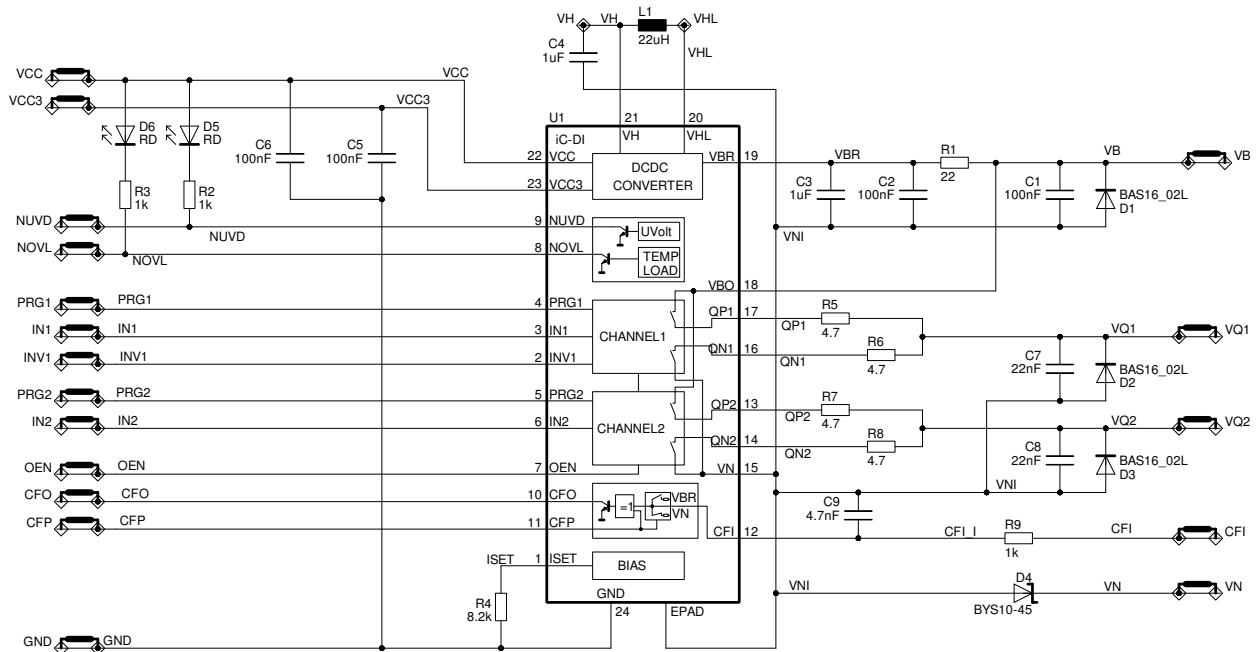 VH VH L1 VHL
22uH
C4
1uF
VHL
VCC VCC
VCC3 VCC3
U1 21 20
iC-DI VH VHL
D6
RD
D5
RD
C6
100nF
C5
100nF
22 VCC
23 VCC3
DCDC
CONVERTER
VBR 19 VBR R1 VB VB
22
R3
1k
R2
1k
C3
1uF
C2
100nF
C1
100nF
BAS16_02L
D1
NUVD NUVD 9 NUVD UVolt VNI
NOVL NOVL 8 NOVL TEMP
LOAD
VBO 18
PRG1 PRG1 4 PRG1 QP1 17 QP1 R5
4.7
IN1 IN1 3 IN1 CHANNEL1 VQ1 VQ1
INV1 INV1 2 INV1 QN1 16 QN1 R6
4.7
C7
22nF
BAS16_02L
D2
PRG2 PRG2 5 PRG2 QP2 13 QP2 R7
4.7
IN2 IN2 6 IN2 CHANNEL2 VQ2 VQ2
QN2 14 QN2 R8
4.7
C8
22nF
BAS16_02L
D3
OEN OEN 7 OEN VN 15
VNI
CFO CFO 10 CFO =1 VBR
VN
C9
4.7nF
CFP CFP 11 CFP CFI 12 CFI_I R9 CFI CFI
1k
ISET 1 ISET BIAS
R4
8.2k
GND
24 EPAD
VNI D4 VN VN
BYS10-45
GND GND